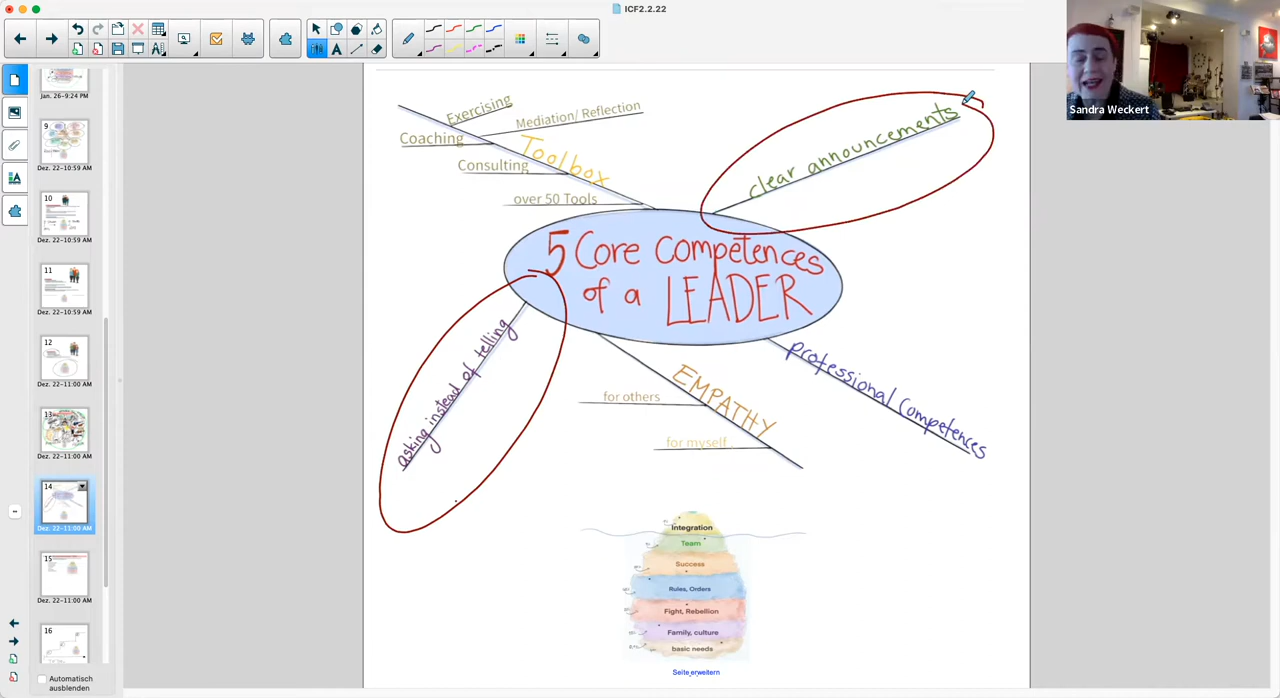 ICF2.2.22
Sandra Weckert
Jan. 26-9:24 PM
9
Dez. 22-10:59 AM
10
Dez. 22-10:59 AM
11
Dez. 22-10:59 AM
12
Dez. 22-11:00 AM
13
Dez. 22-11:00 AM
14
Dez. 22-11:00 AM
15
Dez. 22-11:00 AM
16
Automatisch
ausblenden
Exercising
Mediation/ Reflection
Coaching
Toolbox
Consulting
over 50 Tools
clear announcements
5 Core Competences
of a LEADER
asking instead of telling
EMPATHY
for others
for myself
professional Competences
Integration
Team
Success
Rules, Orders
Fight, Rebellion
Family, culture
basic needs
Seite erweitern